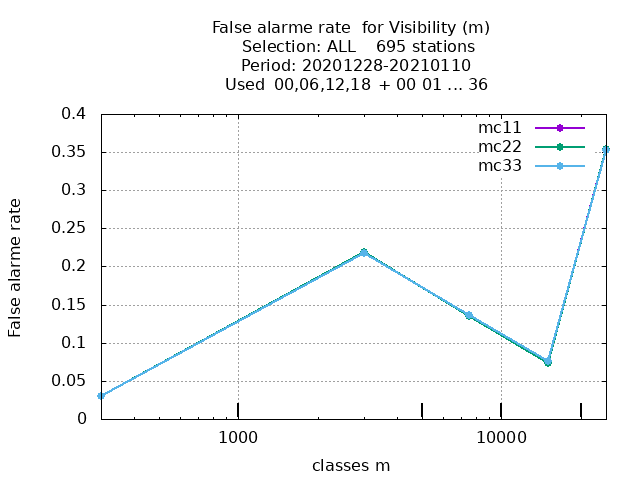 False alarme rate  for Visibility (m)
Selection: ALL    695 stations
Period: 20201228-20210110
Used  00,06,12,18  + 00 01 ... 36
mc11
mc22
mc33
0.4
0.35
0.3
0.25
0.2
0.15
0.1
0.05
0
False alarme rate
1000
10000
classes m